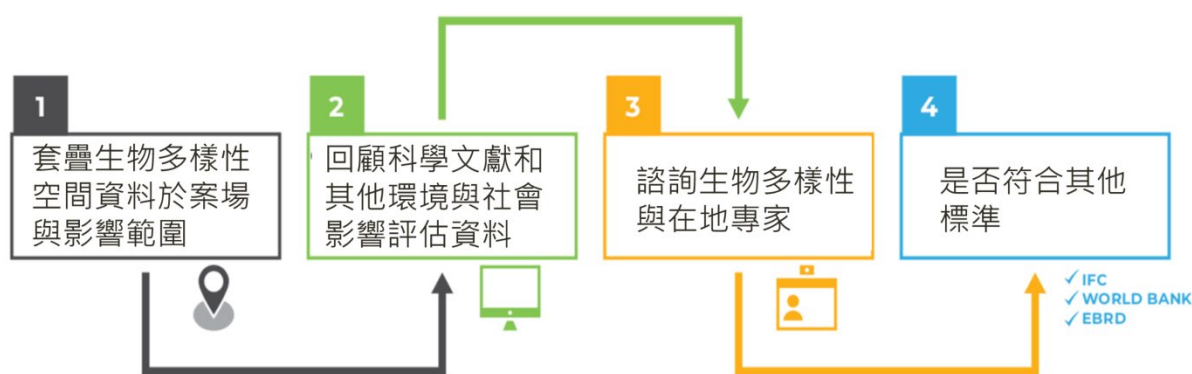 1
套疊生物多樣性
空間資料於案場
與影響範圍
2
回顧科學文獻和
其他環境與社會
影響評估資料
3
諮詢生物多樣性
與在地專家
4
是否符合其他
標準
✓ IFC
✓ WORLD BANK
✓ EBRD